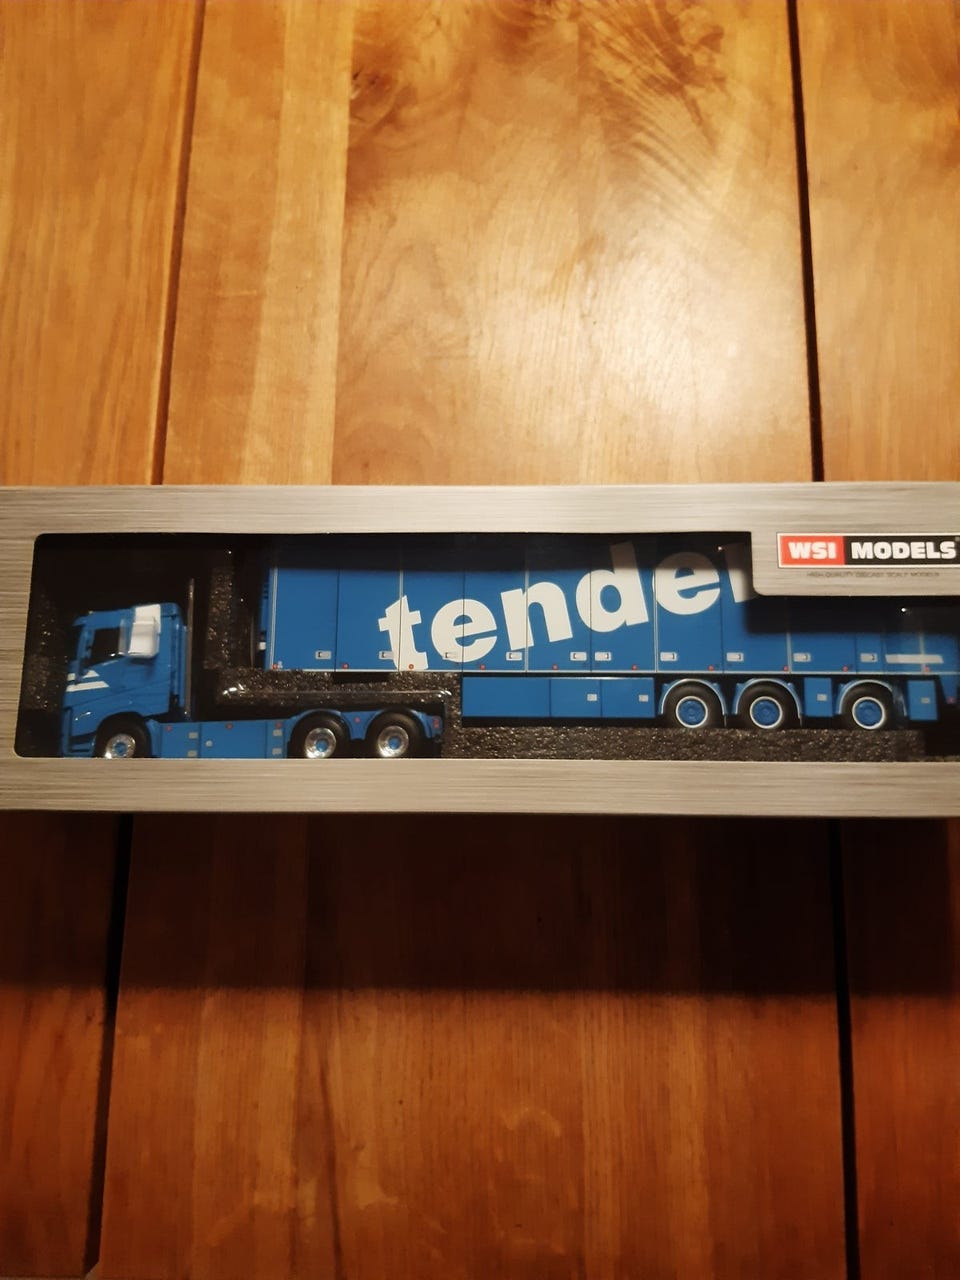 WSI MODELS
HIGH QUALITY DIECAST SCALE MODELS
tende